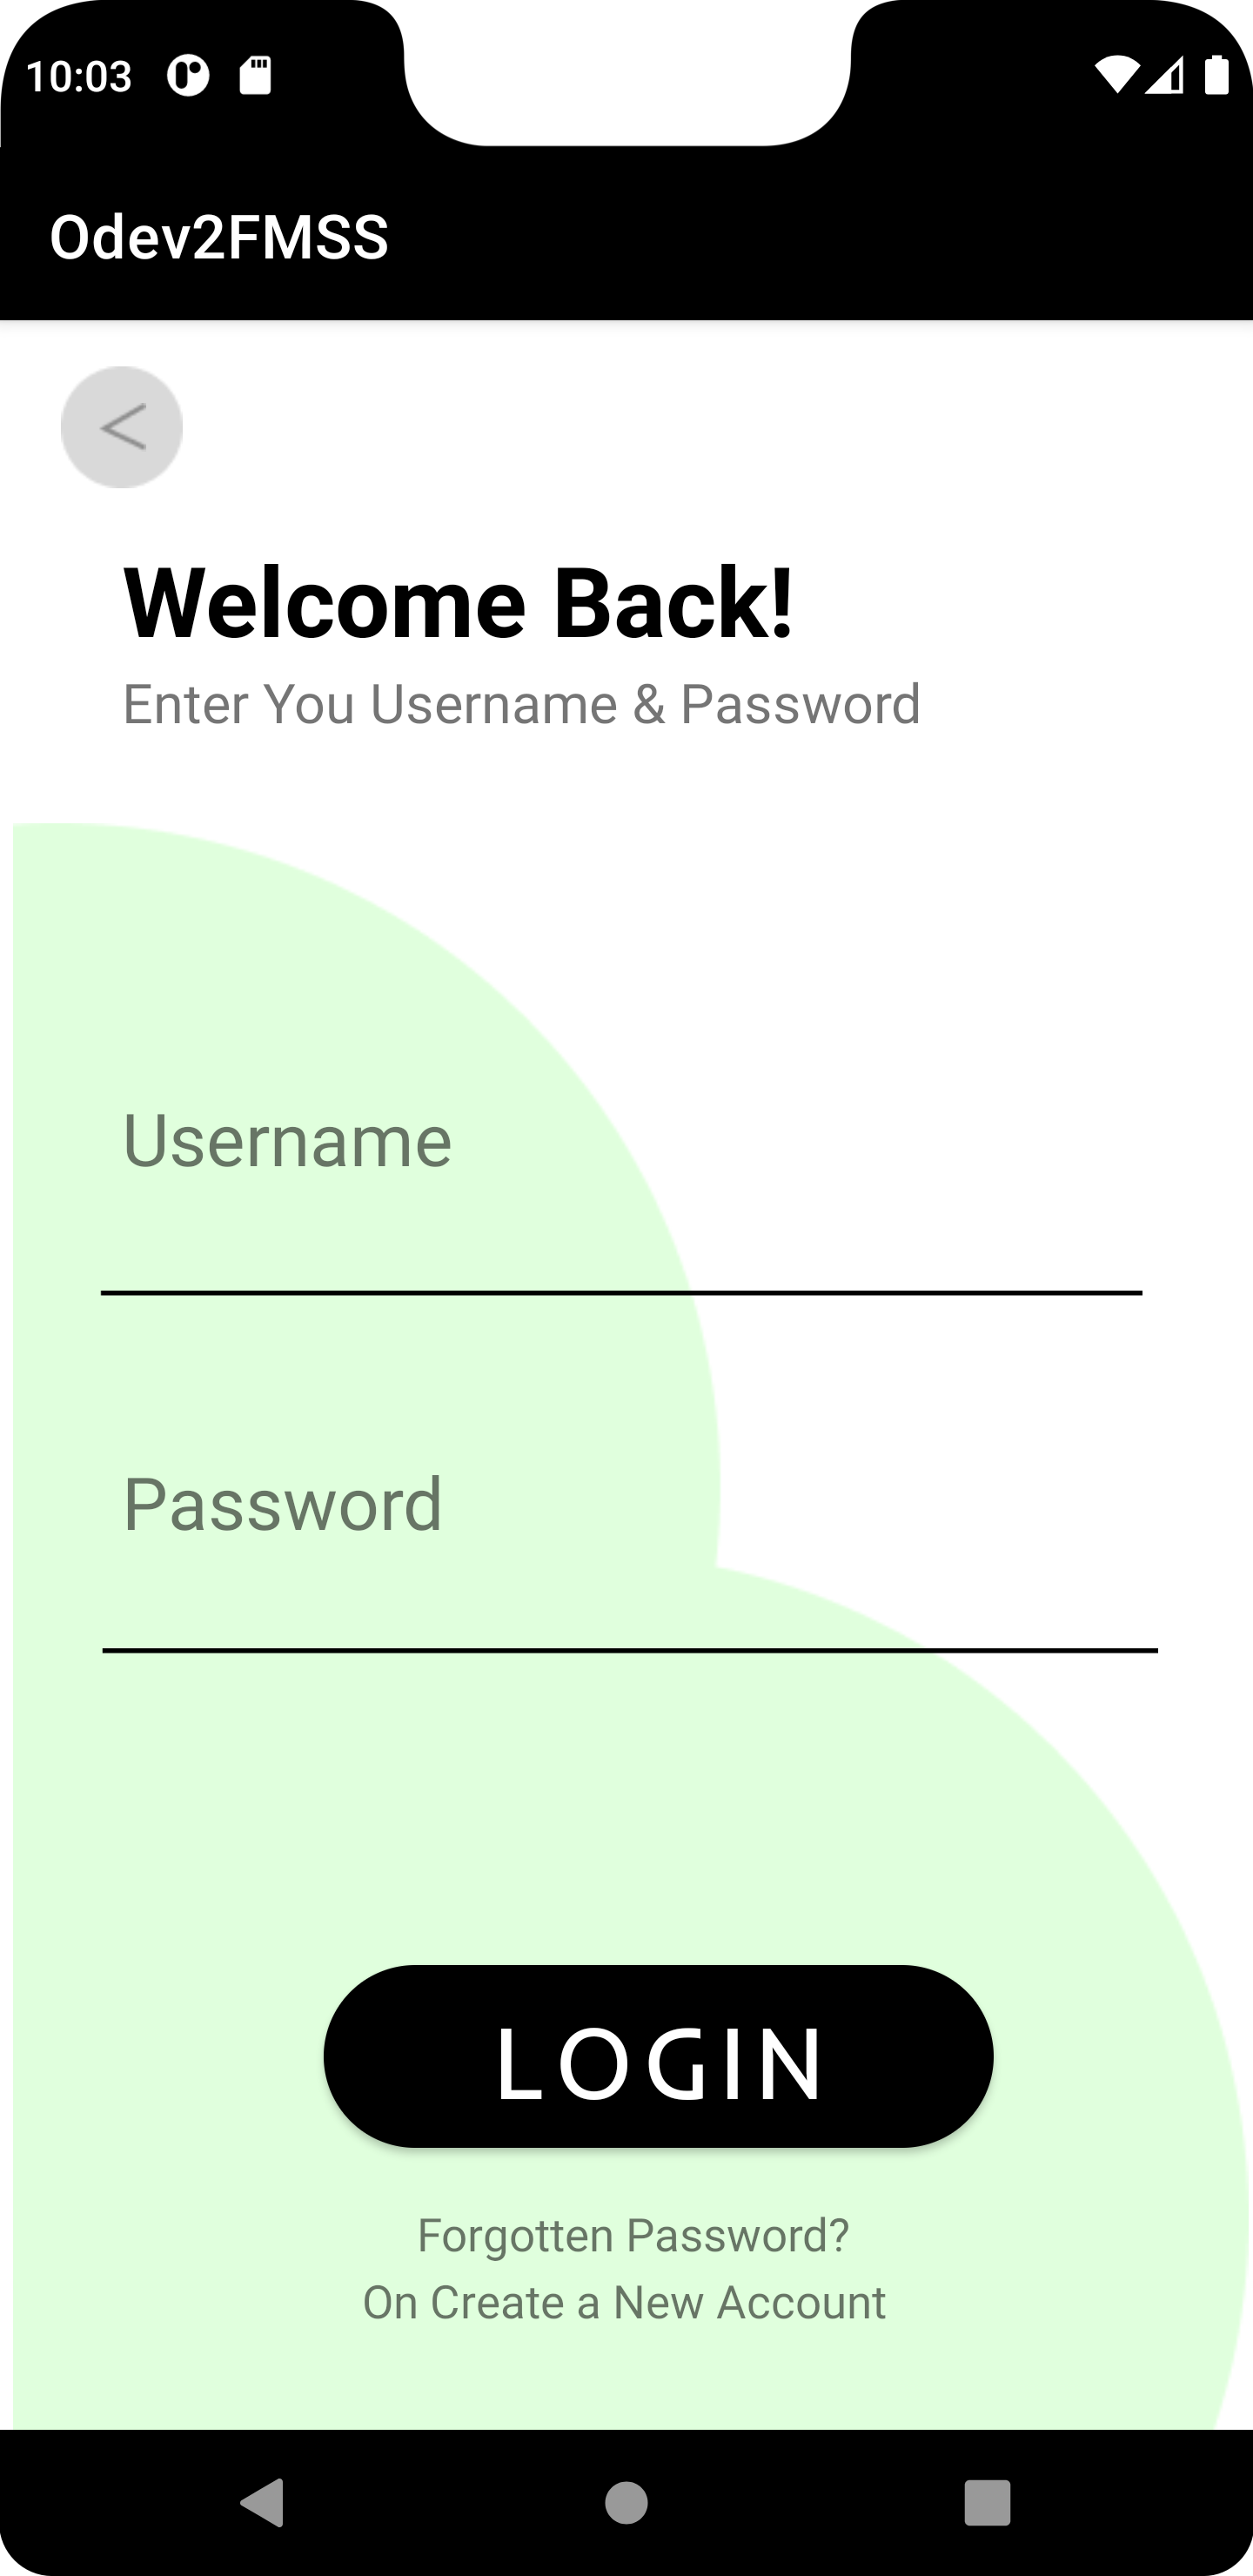 10:03
Odev2FMSS
<
Welcome Back!
Enter You Username & Password
Username
Password
LOGIN
Forgotten Password?
On Create a New Account